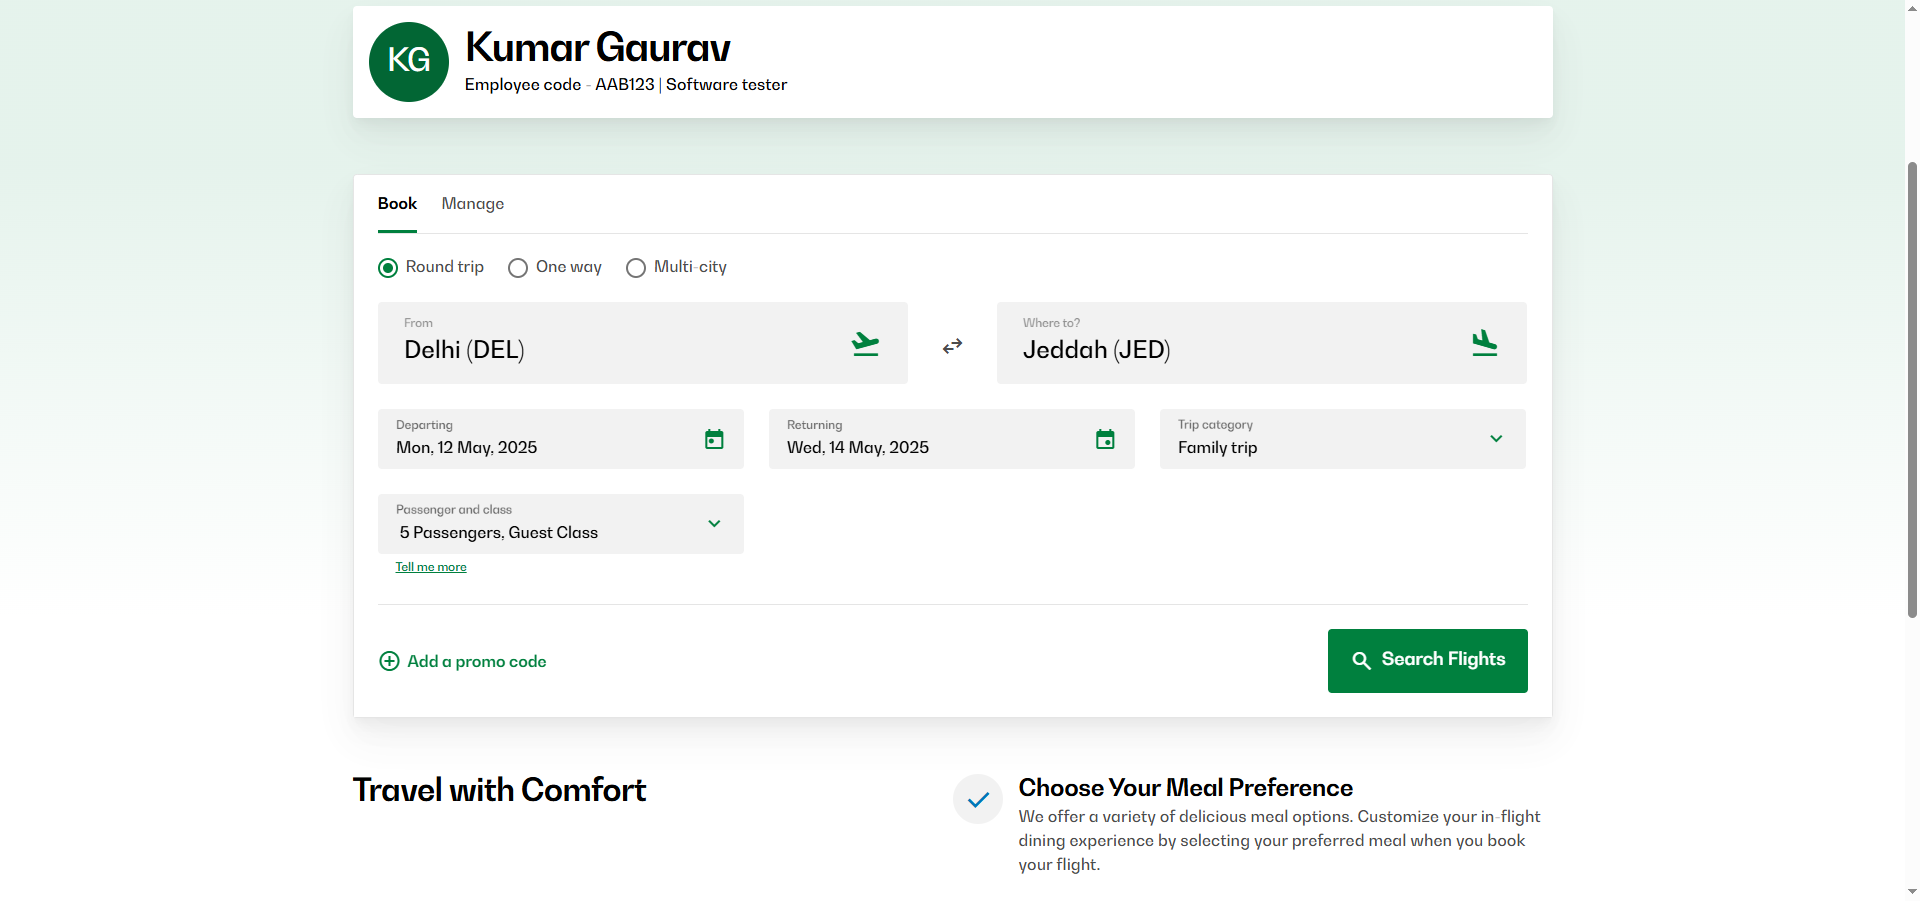 KG
Kumar Gaurav
Employee code - AAB123 | Software tester
Book
Manage
Round trip
One way
Multi-city
From
Delhi (DEL)
Where to?
Jeddah (JED)
Departing
Mon, 12 May, 2025
Returning
Wed, 14 May, 2025
Trip category
Family trip
Passenger and class
5 Passengers, Guest Class
Tell me more
Add a promo code
Search Flights
Travel with Comfort
Choose Your Meal Preference
We offer a variety of delicious meal options. Customize your in-flight
dining experience by selecting your preferred meal when you book
your flight.